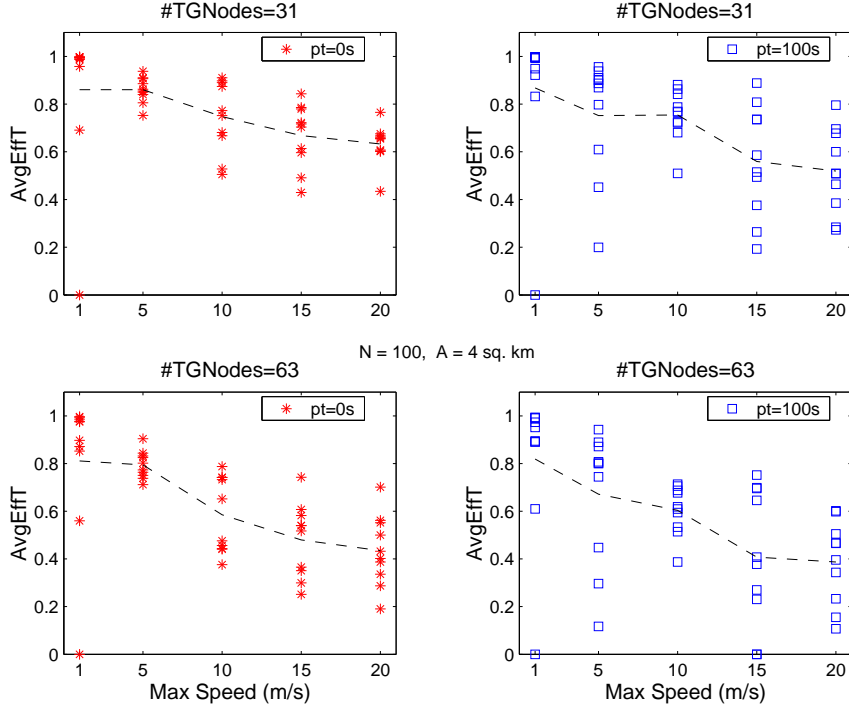 #TGNodes=31
#TGNodes=31
pt=0s
pt=100s
1
0.8
0.6
0.4
0.2
0
AvgEffT
1
0.8
0.6
0.4
0.2
0
AvgEffT
1 5 10 15 20
1 5 10 15 20
N = 100, A = 4 sq. km
#TGNodes=63
#TGNodes=63
pt=0s
pt=100s
1
0.8
0.6
0.4
0.2
0
AvgEffT
1
0.8
0.6
0.4
0.2
0
AvgEffT
1 5 10 15 20
1 5 10 15 20
Max Speed (m/s)
Max Speed (m/s)